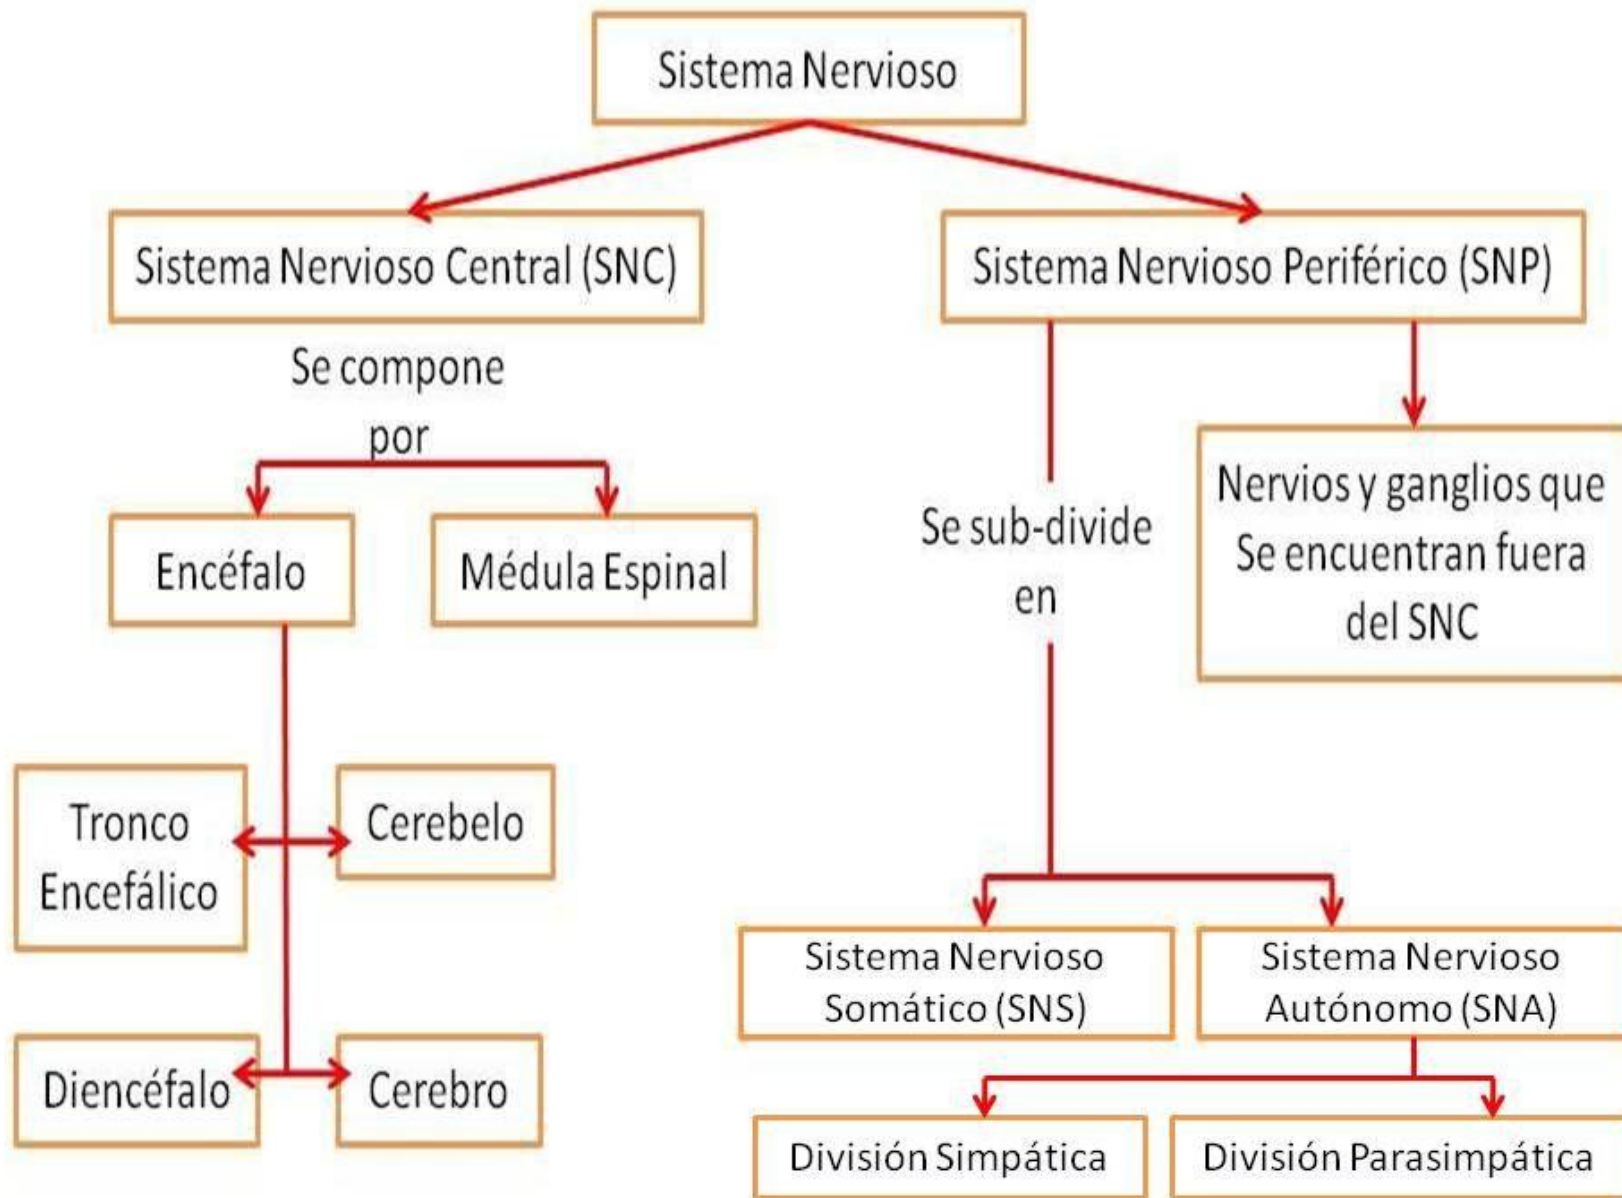 Sistema Nervioso
Sistema Nervioso Central (SNC)
Sistema Nervioso Periférico (SNP)
Se compone
por
Encéfalo
Médula Espinal
Se sub-divide
en
Nervios y ganglios que
Se encuentran fuera
del SNC
Tronco
Encefálico
Cerebelo
Diencéfalo
Cerebro
Sistema Nervioso
Somático (SNS)
Sistema Nervioso
Autónomo (SNA)
División Simpática
División Parasimpática